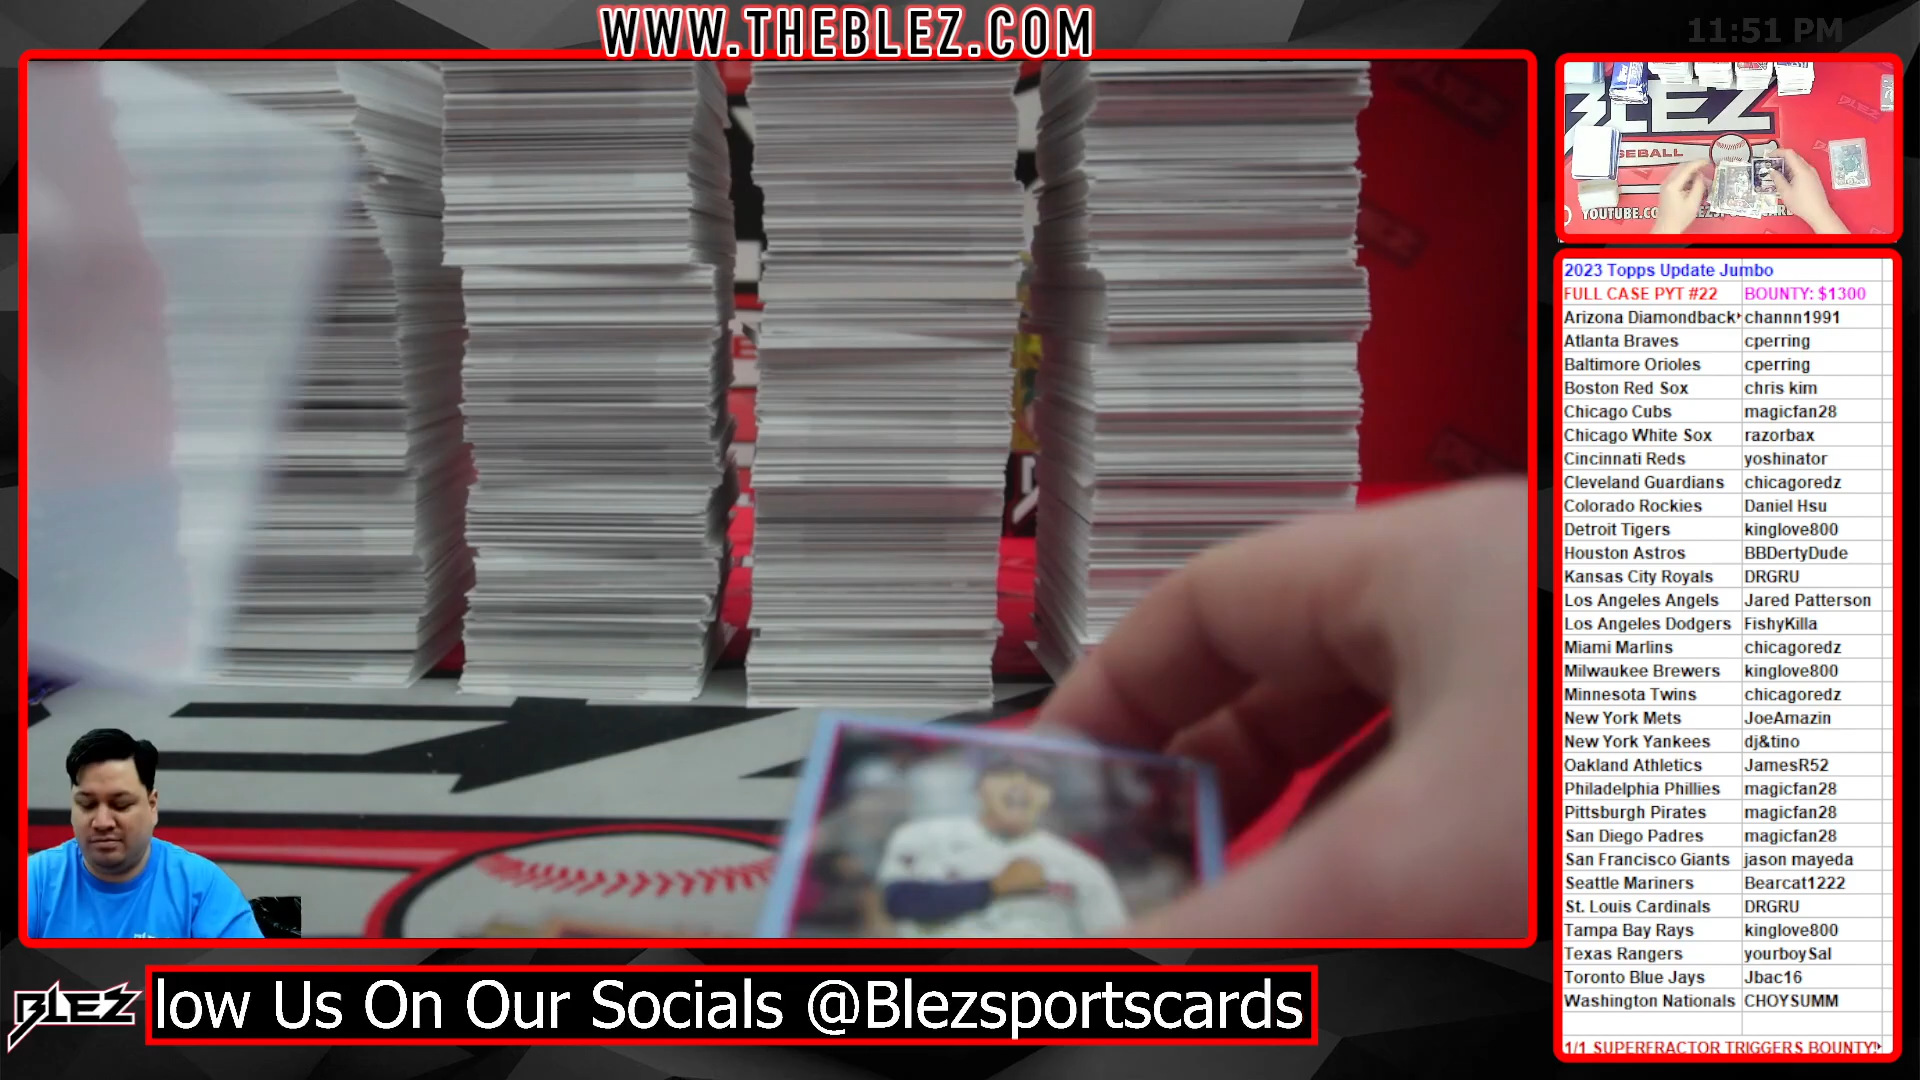 WWW.THEBLEZ.COM
11:51 PM
BLEZ
BASEBALL
YOUTUBE.CO
2023 Topps Update Jumbo
FULL CASE PYT #22 BOUNTY: $1300
Arizona Diamondback channn1991
Atlanta Braves cperring
Baltimore Orioles cperring
Boston Red Sox chris kim
Chicago Cubs magicfan28
Chicago White Sox razorbax
Cincinnati Reds yoshinator
Cleveland Guardians chicagoredz
Colorado Rockies Daniel Hsu
Detroit Tigers kinglove800
Houston Astros BBDertyDude
Kansas City Royals DRGRU
Los Angeles Angels Jared Patterson
Los Angeles Dodgers FishyKilla
Miami Marlins chicagoredz
Milwaukee Brewers kinglove800
Minnesota Twins chicagoredz
New York Mets JoeAmazin
New York Yankees dj&tino
Oakland Athletics JamesR52
Philadelphia Phillies magicfan28
Pittsburgh Pirates magicfan28
San Diego Padres magicfan28
San Francisco Giants jason mayeda
Seattle Mariners Bearcat1222
St. Louis Cardinals DRGRU
Tampa Bay Rays kinglove800
Texas Rangers yourboySal
Toronto Blue Jays Jbac16
Washington Nationals CHOYSUMM
1/1 SUPERFRACTOR TRIGGERS BOUNTY!
BLEZ
low Us On Our Socials @Blezsportscards